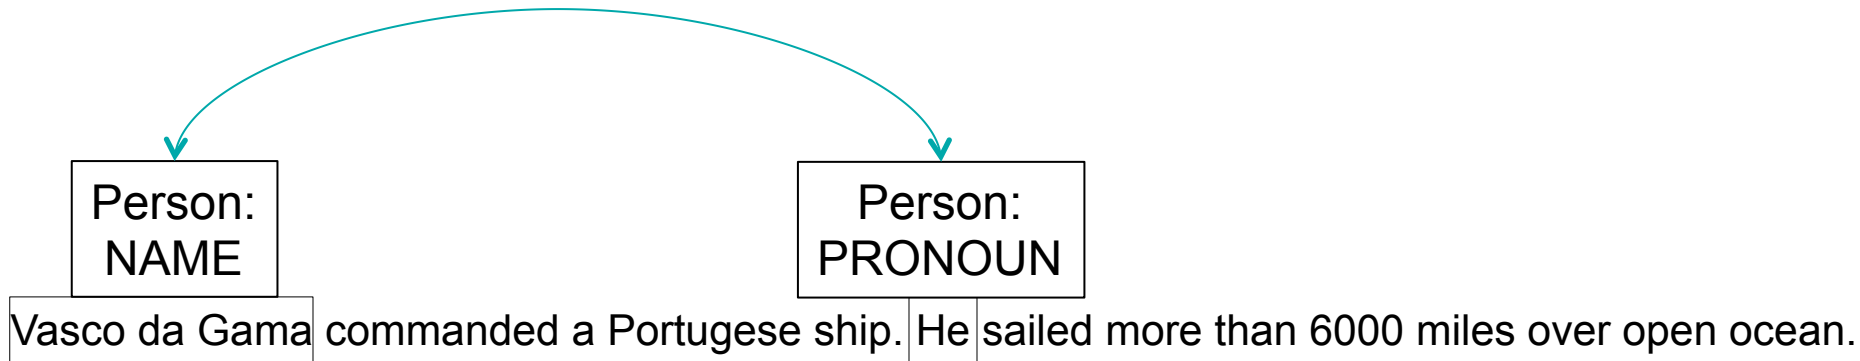 Person:
NAME
Person:
PRONOUN
Vasco da Gama commanded a Portugese ship. He sailed more than 6000 miles over open ocean.